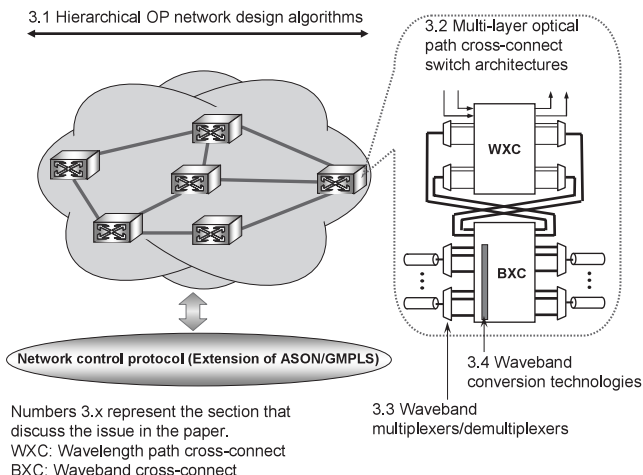 3.1 Hierarchical OP network design algorithms
3.2 Multi-layer optical
path cross-connect
switch architectures
WXC
BXC
Network control protocol (Extension of ASON/GMPLS)
3.4 Waveband
conversion technologies
3.3 Waveband
multiplexers/demultiplexers
Numbers 3.x represent the section that
discuss the issue in the paper.
WXC: Wavelength path cross-connect
BXC: Waveband cross-connect